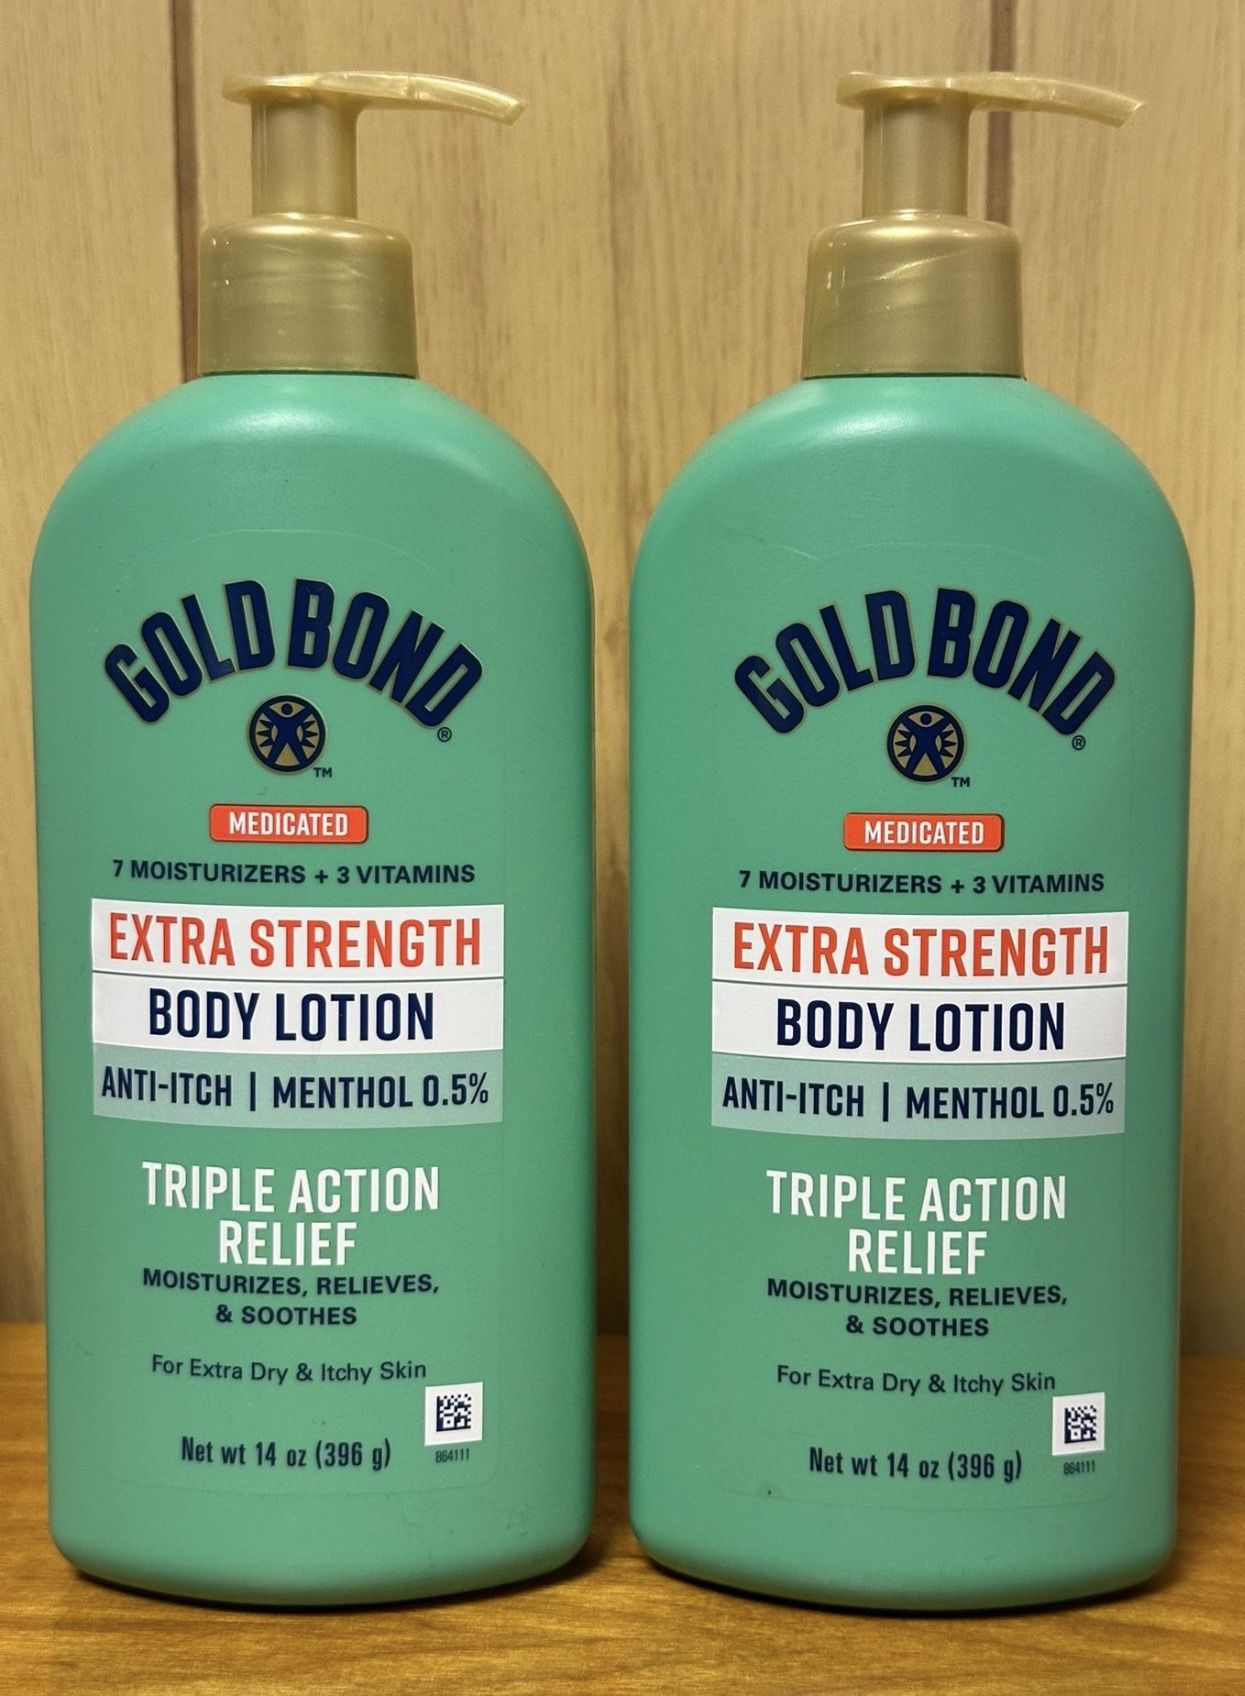 GOLD BOND®
TM
MEDICATED
7 MOISTURIZERS + 3 VITAMINS
EXTRA STRENGTH
BODY LOTION
ANTI-ITCH | MENTHOL 0.5%
TRIPLE ACTION
RELIEF
MOISTURIZES, RELIEVES,
& SOOTHES
For Extra Dry & Itchy Skin
Net wt 14 oz (396 g)
864111
GOLD BOND®
TM
MEDICATED
7 MOISTURIZERS + 3 VITAMINS
EXTRA STRENGTH
BODY LOTION
ANTI-ITCH | MENTHOL 0.5%
TRIPLE ACTION
RELIEF
MOISTURIZES, RELIEVES,
& SOOTHES
For Extra Dry & Itchy Skin
Net wt 14 oz (396 g)
864111